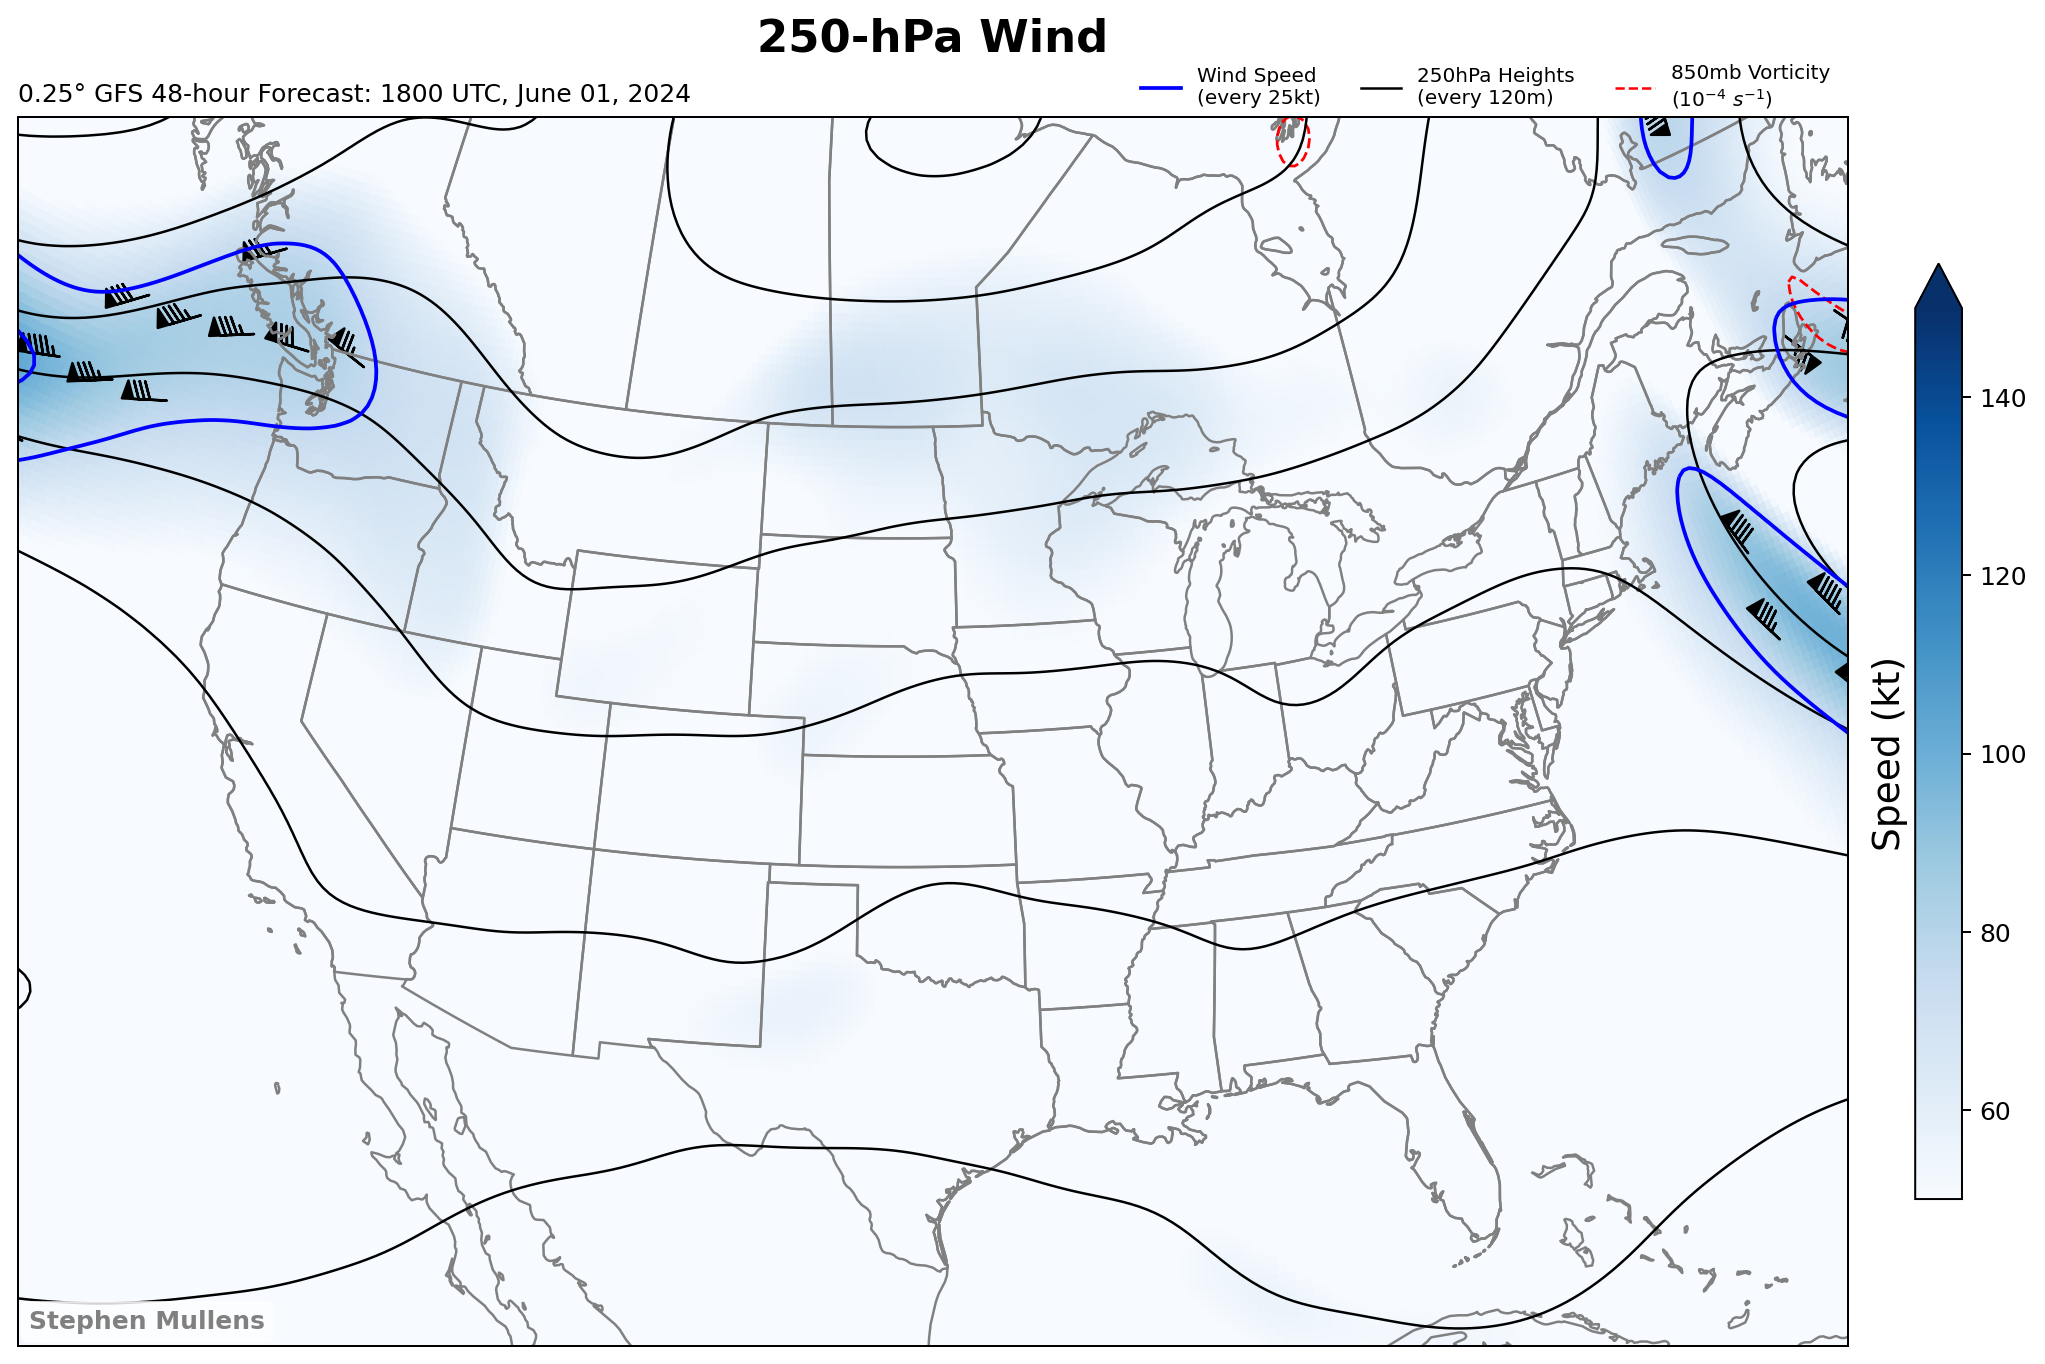 250-hPa Wind
0.25° GFS 48-hour Forecast: 1800 UTC, June 01, 2024
Wind Speed
(every 25kt)
250hPa Heights
(every 120m)
850mb Vorticity
(10⁻⁴ s⁻¹)
140
120
100
80
60
Speed (kt)
Stephen Mullens